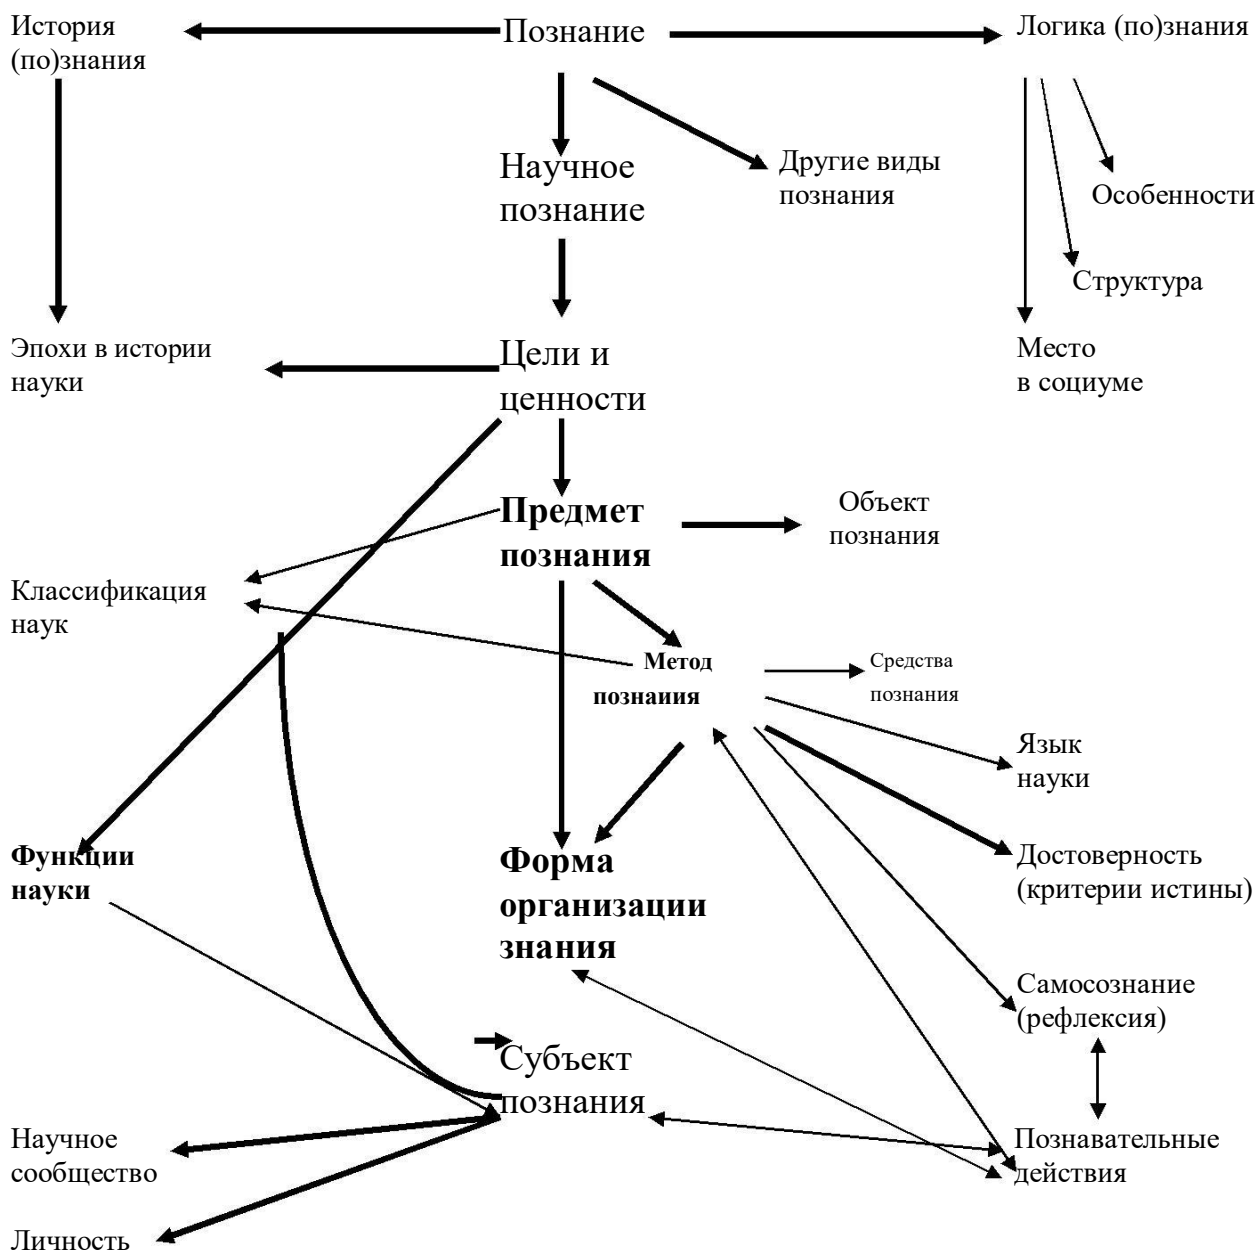 История
(по)знания
Познание
Логика (по)знания
Научное
познание
Другие виды
познания
Особенности
Структура
Эпохи в истории
науки
Цели и
ценности
Место
в социуме
Предмет
познания
Объект
познания
Классификация
наук
Метод
познаиия
Средства
познания
Язык
науки
Функции
науки
Форма
организации
знания
Достоверность
(критерии истины)
Самосознание
(рефлексия)
Субъект
познания
Научное
сообщество
Познавательные
действия
Личность